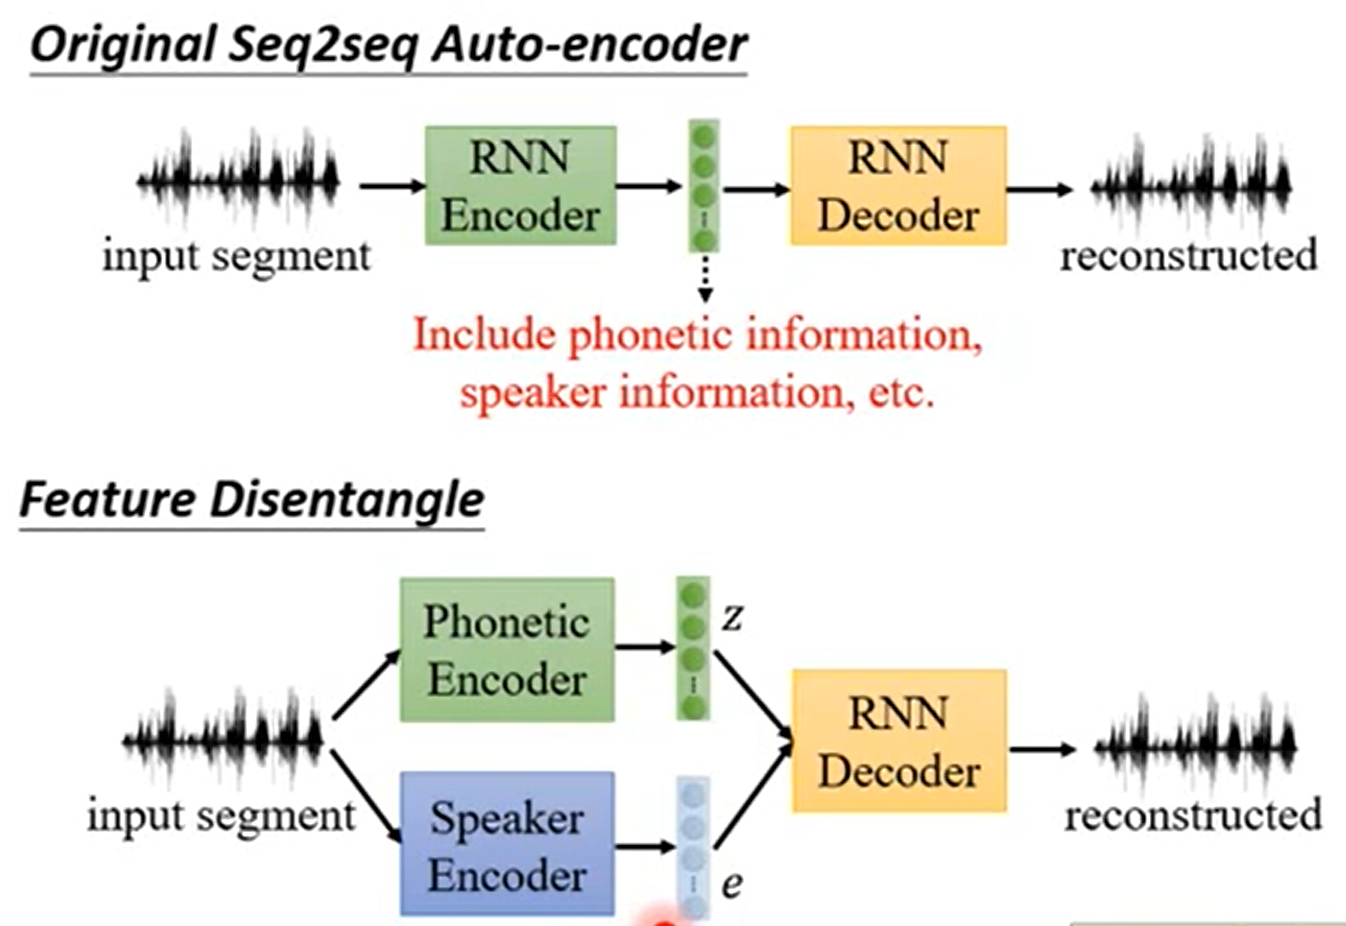 Original Seq2seq Auto-encoder
RNN
Encoder
RNN
Decoder
input segment
reconstructed
Include phonetic information,
speaker information, etc.
Feature Disentangle
Phonetic
Encoder
z
RNN
Decoder
input segment
reconstructed
Speaker
Encoder
e